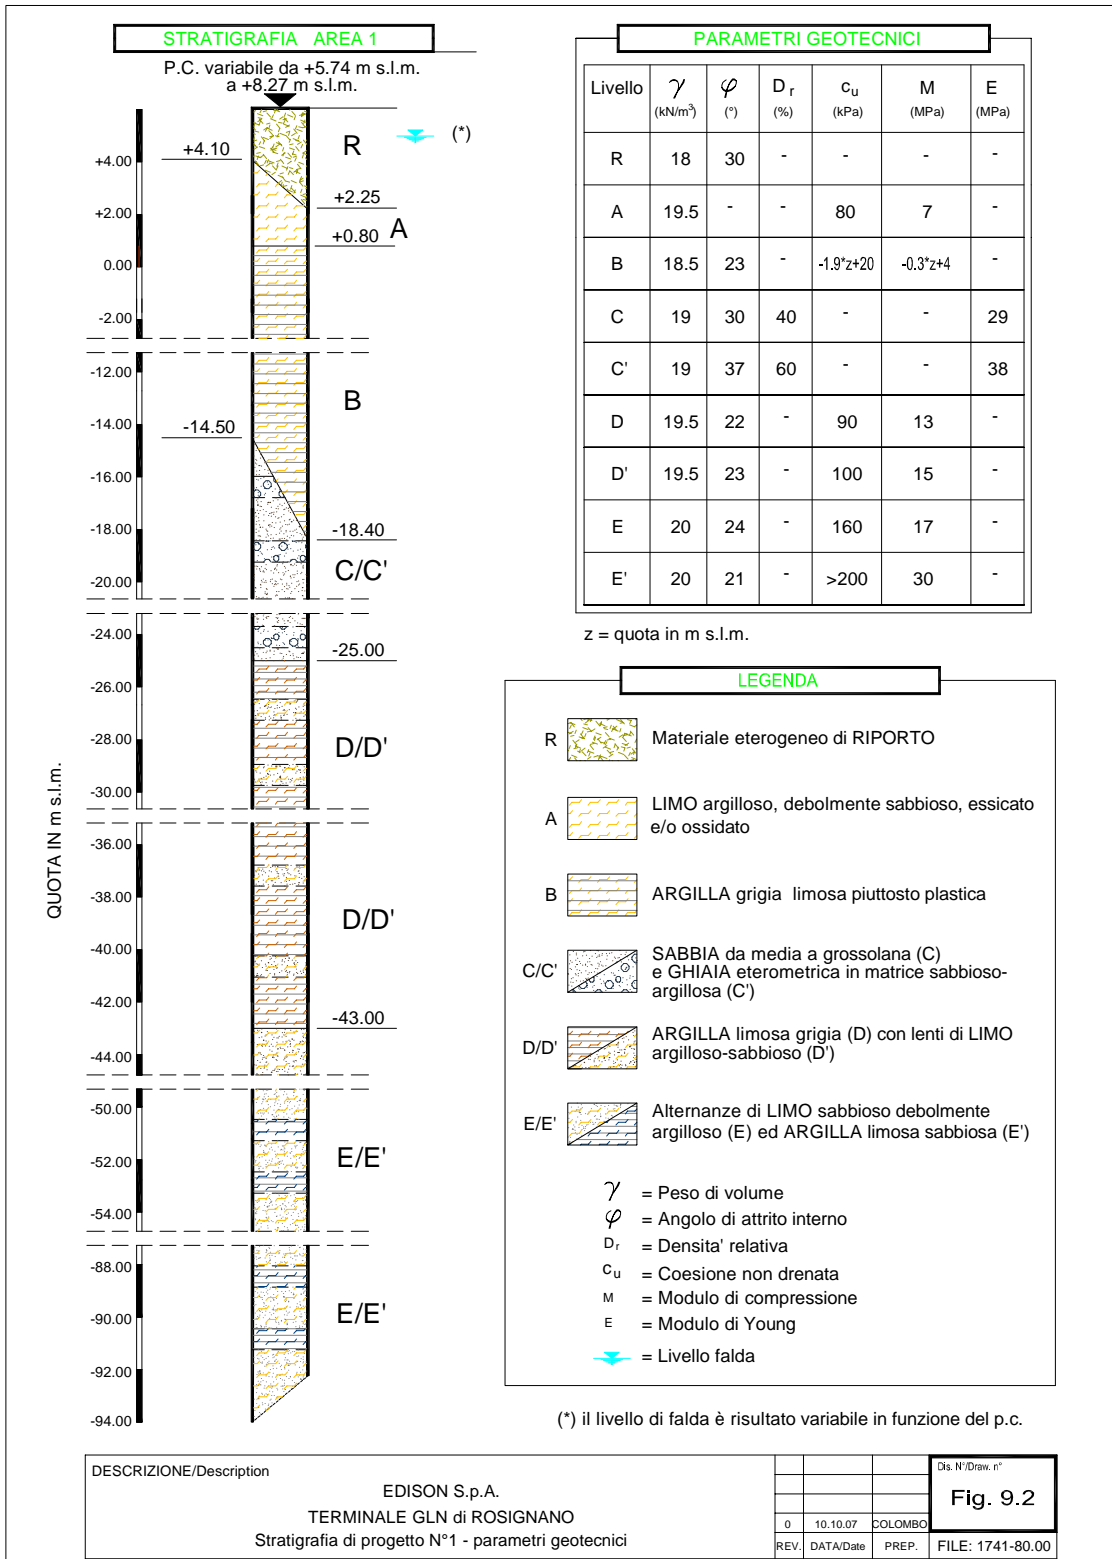 STRATIGRAFIA AREA 1
P.C. variabile da +5.74 m s.l.m.
a +8.27 m s.l.m.
(*)
R
+4.10
+4.00
+2.25
+2.00
A
+0.80
0.00
-2.00
-12.00
B
-14.00
-14.50
-16.00
-18.00
-18.40
C/C'
-20.00
-24.00
-25.00
-26.00
D/D'
-28.00
-30.00
-36.00
-38.00
D/D'
-40.00
-42.00
-43.00
-44.00
-50.00
E/E'
-52.00
-54.00
-88.00
-90.00
E/E'
-92.00
-94.00
QUOTA IN m s.l.m.
PARAMETRI GEOTECNICI
Livello γ φ D r cu M E
(kN/m³) (°) (%) (kPa) (MPa) (MPa)
R 18 30 - - - -
A 19.5 - - 80 7 -
B 18.5 23 - -1.9*z+20 -0.3*z+4 -
C 19 30 40 - - 29
C' 19 37 60 - - 38
D 19.5 22 - 90 13 -
D' 19.5 23 - 100 15 -
E 20 24 - 160 17 -
E' 20 21 - >200 30 -
z = quota in m s.l.m.
LEGENDA
R Materiale eterogeneo di RIPORTO
A LIMO argilloso, debolmente sabbioso, essicato
e/o ossidato
B ARGILLA grigia limosa piuttosto plastica
C/C' SABBIA da media a grossolana (C)
e GHIAIA eterometrica in matrice sabbioso-
argillosa (C')
D/D' ARGILLA limosa grigia (D) con lenti di LIMO
argilloso-sabbioso (D')
E/E' Alternanze di LIMO sabbioso debolmente
argilloso (E) ed ARGILLA limosa sabbiosa (E')
γ = Peso di volume
φ = Angolo di attrito interno
Dr = Densita' relativa
cu = Coesione non drenata
M = Modulo di compressione
E = Modulo di Young
= Livello falda
(*) il livello di falda è risultato variabile in funzione del p.c.
DESCRIZIONE/Description
EDISON S.p.A.
TERMINALE GLN di ROSIGNANO
Stratigrafia di progetto N°1 - parametri geotecnici
0 10.10.07 COLOMBO
REV. DATA/Date PREP.
Dis. N°/Draw. n°
Fig. 9.2
FILE: 1741-80.00